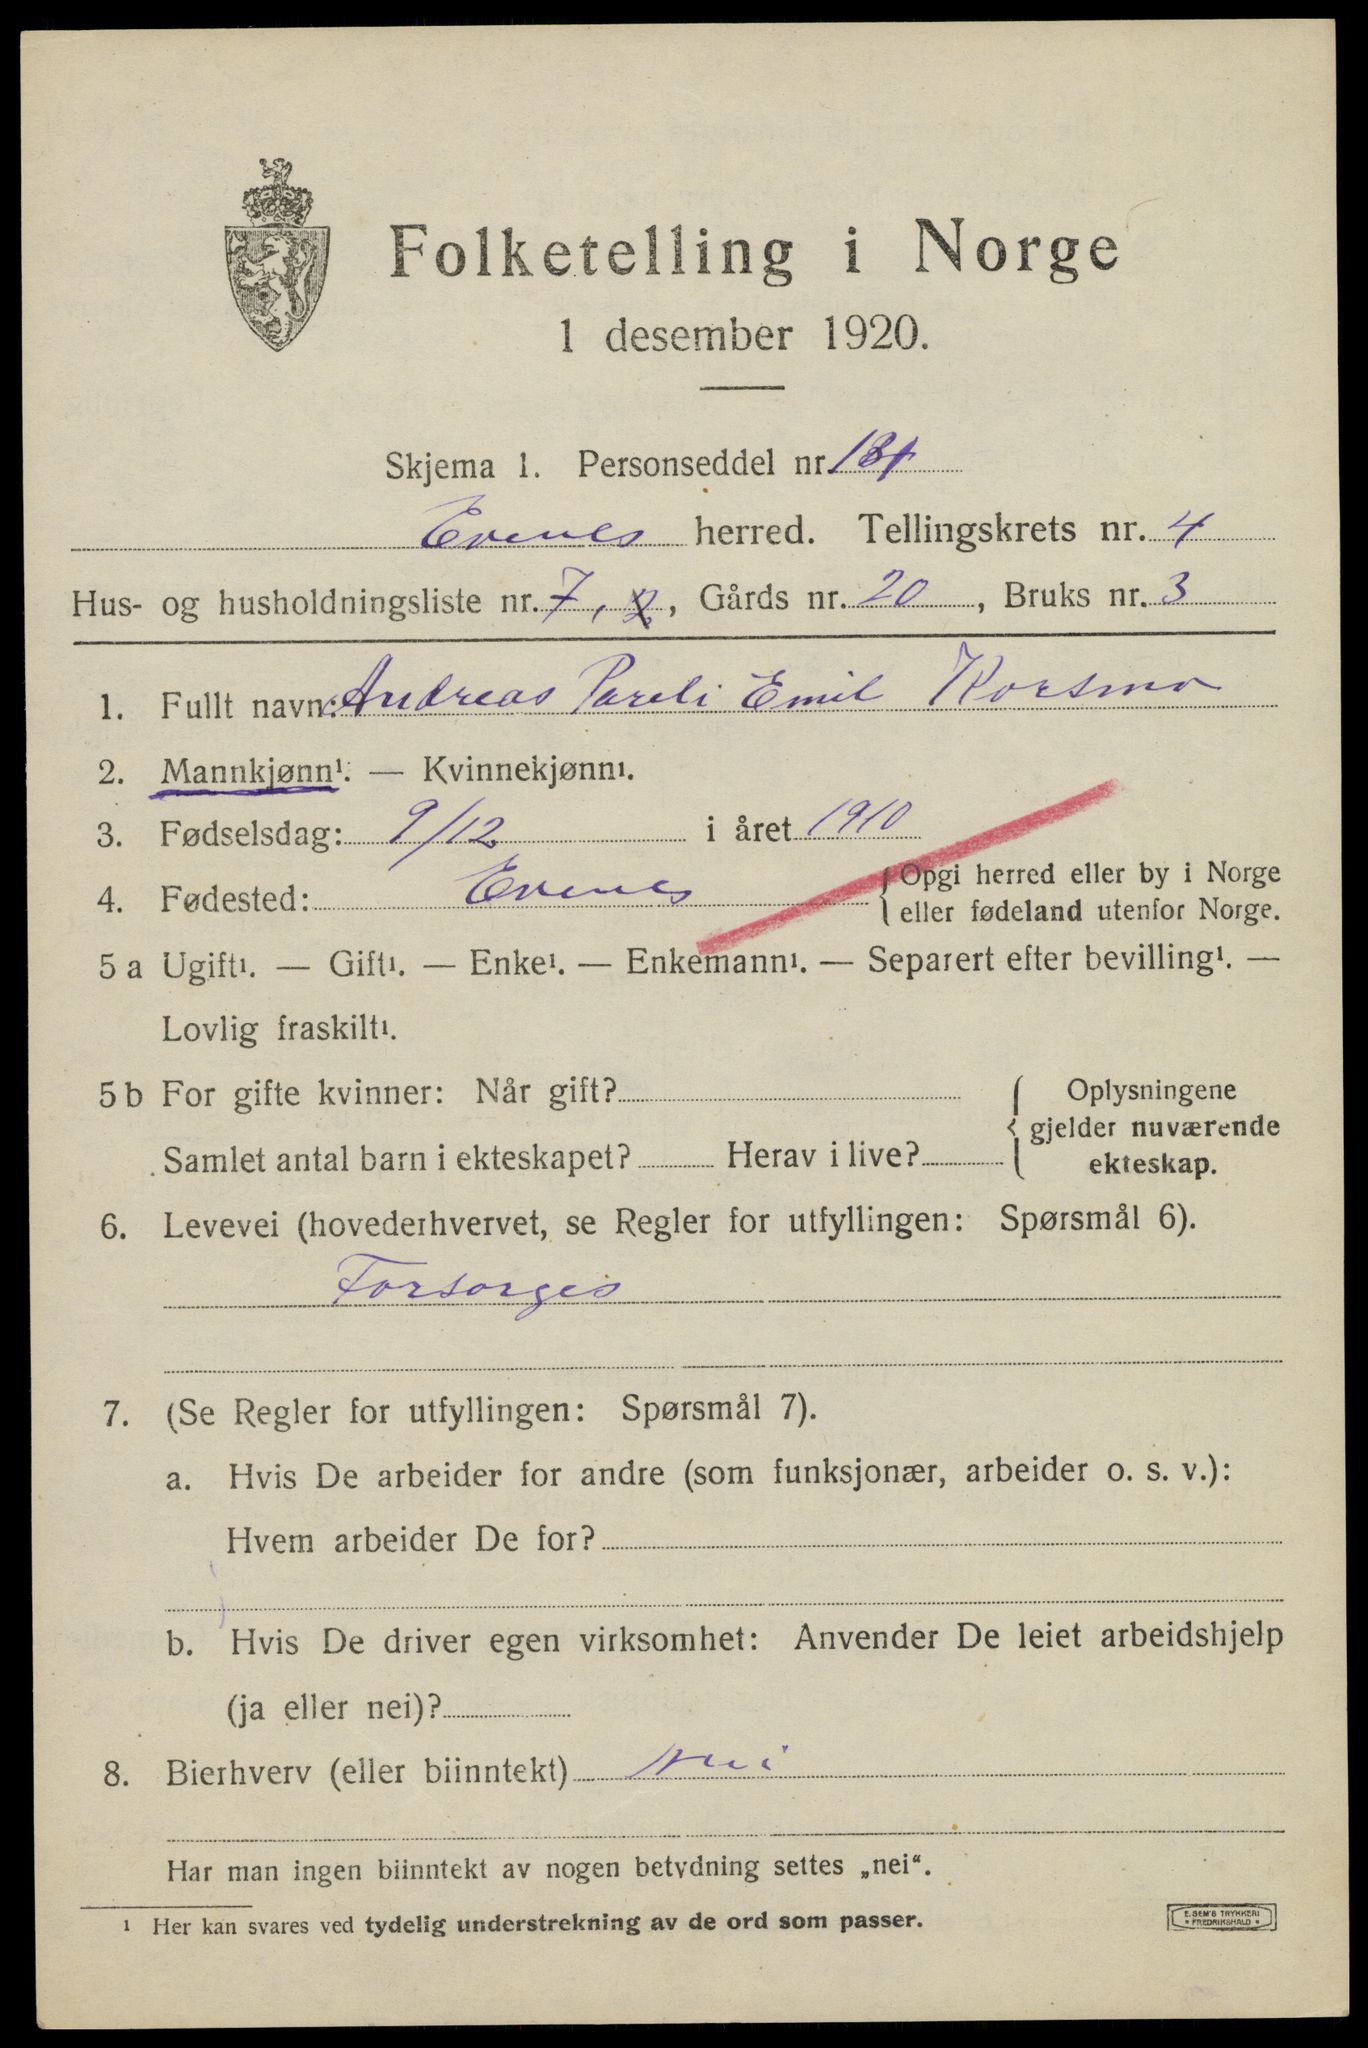 Folketelling i Norge
1 desember 1920.
Skjema 1. Personseddel nr.
Evenes herred. Tellingskrets nr. 4
Hus- og husholdningsliste nr. 7, 2, Gårds nr. 20, Bruks nr. 3
1. Fullt navn: Andreas Pareli Emil Korsmo
2. Mannkjønn¹. — Kvinnekjønn¹.
3. Fødselsdag: 9/12 i året 1910
4. Fødested: Evenes { Opgi herred eller by i Norge
eller fødeland utenfor Norge.
5 a Ugift¹. — Gift¹. — Enke¹. — Enkemann¹. — Separert efter bevilling¹. —
Lovlig fraskilt¹.
5 b For gifte kvinner: Når gift? { Oplysningene
gjelder nuværende
Samlet antal barn i ekteskapet? Herav i live? ekteskap.
6. Levevei (hovederhvervet, se Regler for utfyllingen: Spørsmål 6).
Forsørges
7. (Se Regler for utfyllingen: Spørsmål 7).
a. Hvis De arbeider for andre (som funksjonær, arbeider o. s. v.):
Hvem arbeider De for?
b. Hvis De driver egen virksomhet: Anvender De leiet arbeidshjelp
(ja eller nei)?
8. Bierhverv (eller biinntekt) nei
Har man ingen biinntekt av nogen betydning settes „nei“.
¹ Her kan svares ved tydelig understrekning av de ord som passer.
E. SEM'S TRYKKERI
* FREDRIKSHALD *